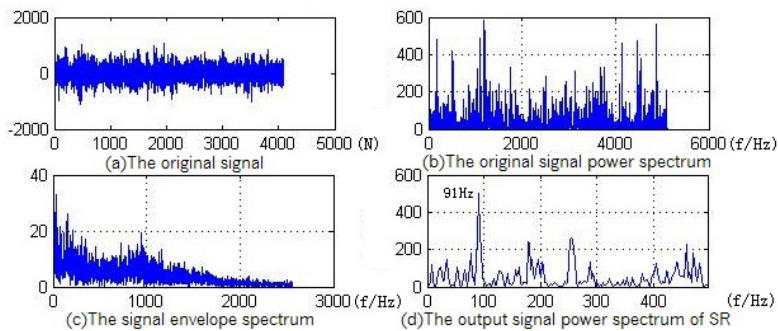 2000
0
-2000
0 1000 2000 3000 4000 5000 (N)
(a)The original signal
600
400
200
0
0 2000 4000 6000 (f/Hz)
(b)The original signal power spectrum
40
20
0
0 1000 2000 3000 (f/Hz)
(c)The signal envelope spectrum
600
400
200
0
91Hz
0 100 200 300 400 (f/Hz)
(d)The output signal power spectrum of SR